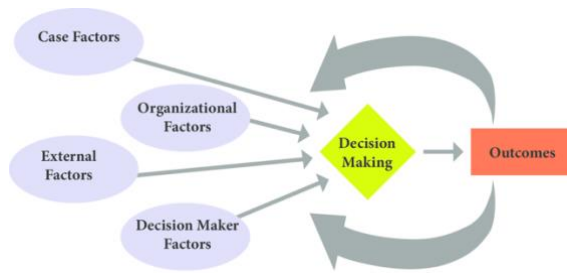 Case Factors
Organizational
Factors
External
Factors
Decision Maker
Factors
Decision
Making
Outcomes